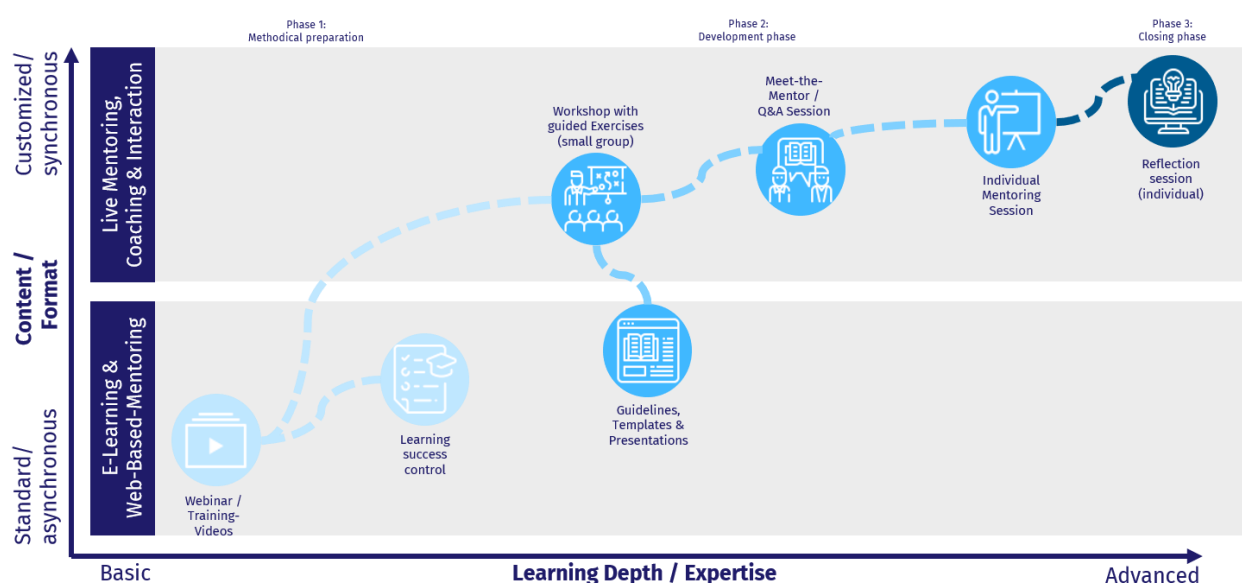 Phase 1:
Methodical preparation
Phase 2:
Development phase
Phase 3:
Closing phase
Customized/
synchronous
Live Mentoring,
Coaching & Interaction
Workshop with
guided Exercises
(small group)
Meet-the-
Mentor /
Q&A Session
Individual
Mentoring
Session
Reflection
session
(individual)
Content /
Format
Standard/
asynchronous
E-Learning &
Web-Based-Mentoring
Webinar /
Training-
Videos
Learning
success
control
Guidelines,
Templates &
Presentations
Basic
Learning Depth / Expertise
Advanced